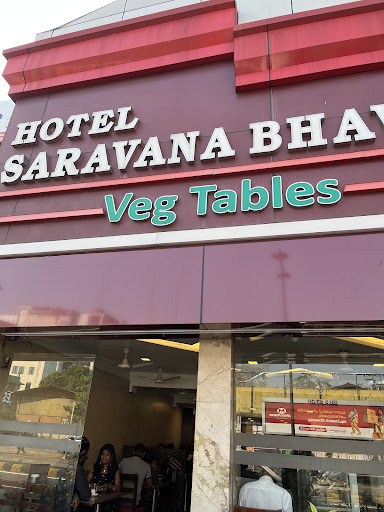 HOTEL
SARAVANA BHAV
Veg Tables